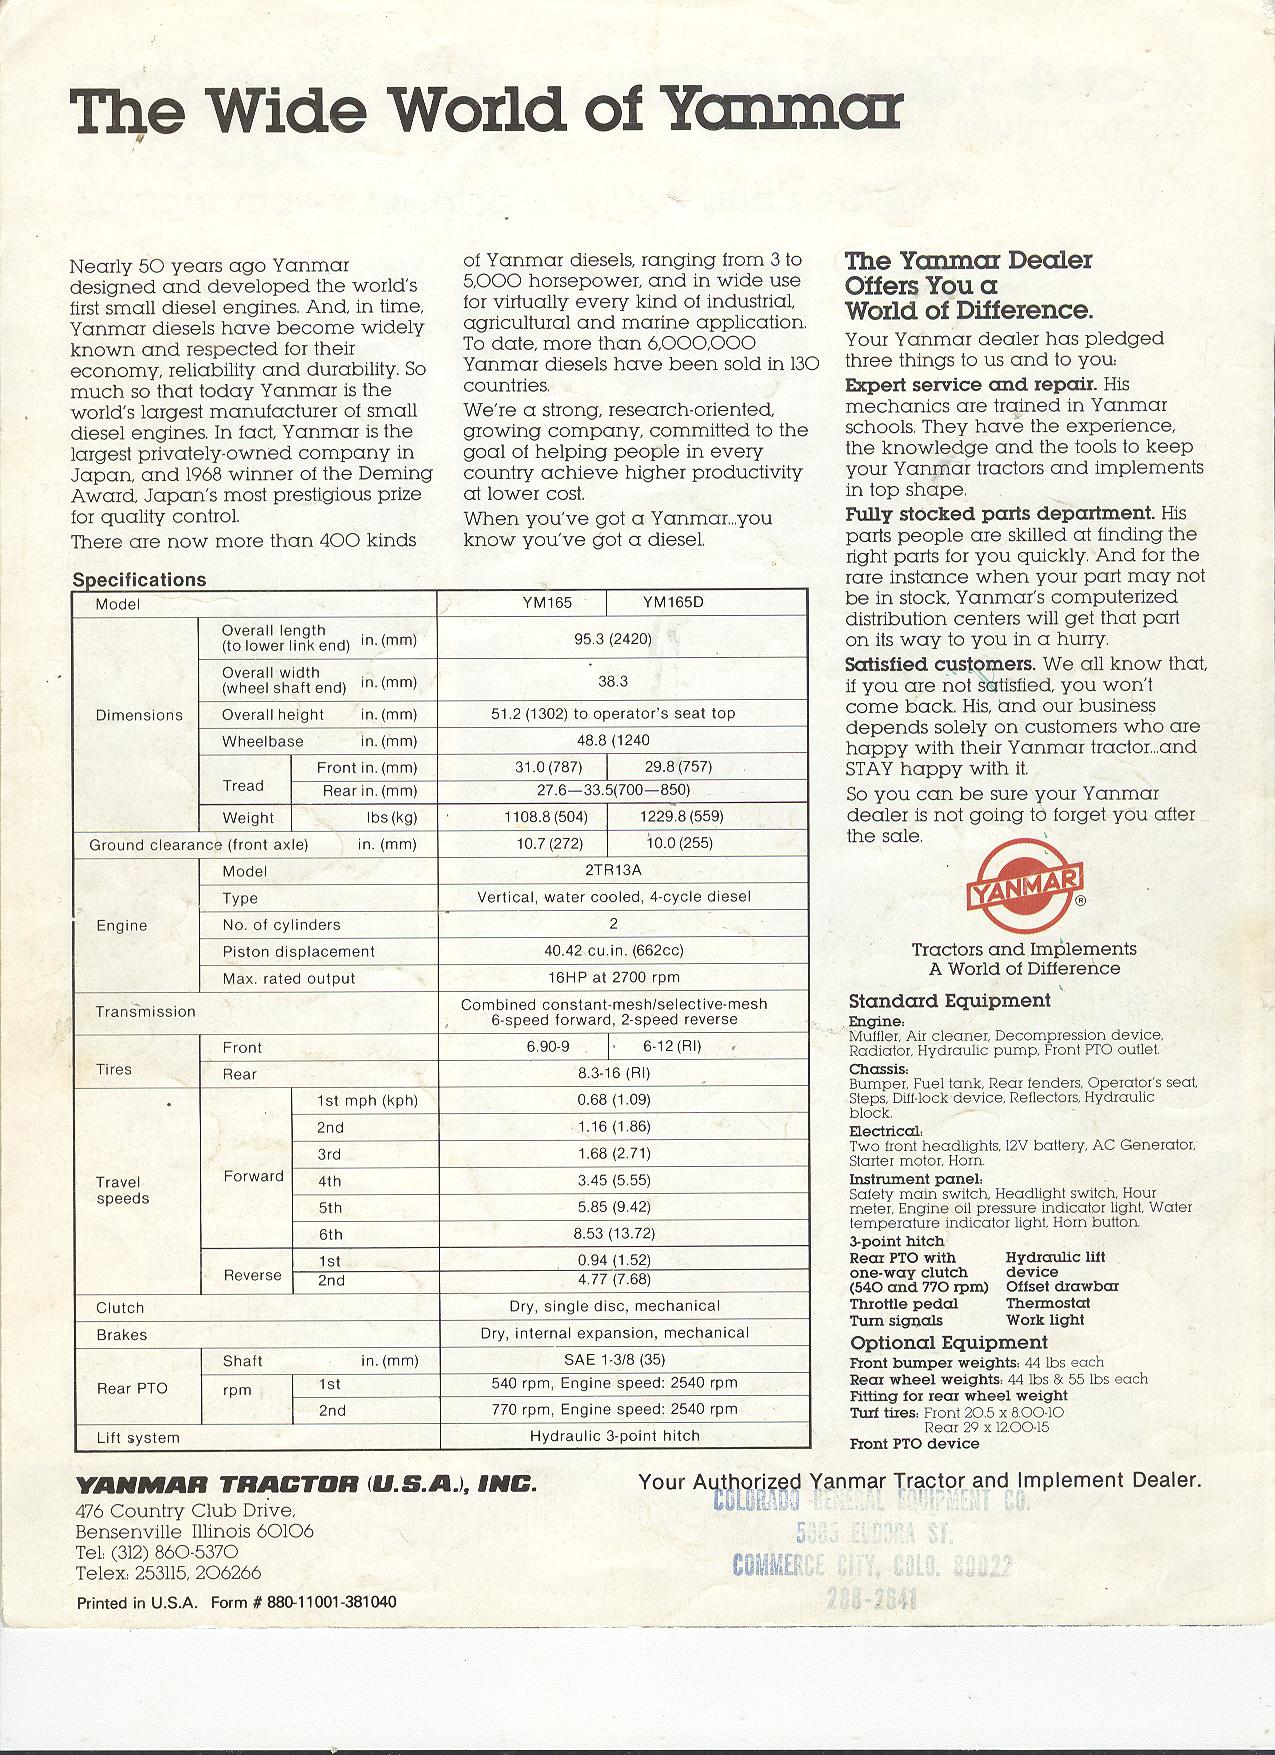 The Wide World of Yanmar
Nearly 50 years ago Yanmar
designed and developed the world's
first small diesel engines. And, in time,
Yanmar diesels have become widely
known and respected for their
economy, reliability and durability. So
much so that today Yanmar is the
world's largest manufacturer of small
diesel engines. In fact, Yanmar is the
largest privately-owned company in
Japan, and 1968 winner of the Deming
Award, Japan's most prestigious prize
for quality control.
There are now more than 400 kinds
of Yanmar diesels, ranging from 3 to
5,000 horsepower, and in wide use
for virtually every kind of industrial,
agricultural and marine application.
To date, more than 6,000,000
Yanmar diesels have been sold in 130
countries.
We're a strong, research-oriented,
growing company, committed to the
goal of helping people in every
country achieve higher productivity
at lower cost.
When you've got a Yanmar...you
know you've got a diesel.
The Yanmar Dealer
Offers You a
World of Difference.
Your Yanmar dealer has pledged
three things to us and to you:
Expert service and repair. His
mechanics are trained in Yanmar
schools. They have the experience,
the knowledge and the tools to keep
your Yanmar tractors and implements
in top shape.
Fully stocked parts department. His
parts people are skilled at finding the
right parts for you quickly. And for the
rare instance when your part may not
be in stock, Yanmar's computerized
distribution centers will get that part
on its way to you in a hurry.
Satisfied customers. We all know that,
if you are not satisfied, you won't
come back. His, and our business
depends solely on customers who are
happy with their Yanmar tractor...and
STAY happy with it.
So you can be sure your Yanmar
dealer is not going to forget you after
the sale.
YANMAR ®
Tractors and Implements
A World of Difference
Specifications
Model YM165 YM165D
Dimensions
Overall length
(to lower link end) in. (mm) 95.3 (2420)
Overall width
(wheel shaft end) in. (mm) 38.3
Overall height in. (mm) 51.2 (1302) to operator's seat top
Wheelbase in. (mm) 48.8 (1240
Tread
Front in. (mm) 31.0 (787) 29.8 (757)
Rear in. (mm) 27.6—33.5(700—850)
Weight lbs (kg) 1108.8 (504) 1229.8 (559)
Ground clearance (front axle) in. (mm) 10.7 (272) 10.0 (255)
Engine
Model 2TR13A
Type Vertical, water cooled, 4-cycle diesel
No. of cylinders 2
Piston displacement 40.42 cu.in. (662cc)
Max. rated output 16HP at 2700 rpm
Transmission Combined constant-mesh/selective-mesh
6-speed forward, 2-speed reverse
Tires
Front 6.90-9 6-12 (RI)
Rear 8.3-16 (RI)
Travel
speeds
Forward
1st mph (kph) 0.68 (1.09)
2nd 1.16 (1.86)
3rd 1.68 (2.71)
4th 3.45 (5.55)
5th 5.85 (9.42)
6th 8.53 (13.72)
Reverse
1st 0.94 (1.52)
2nd 4.77 (7.68)
Clutch Dry, single disc, mechanical
Brakes Dry, internal expansion, mechanical
Rear PTO
Shaft in. (mm) SAE 1-3/8 (35)
rpm
1st 540 rpm, Engine speed: 2540 rpm
2nd 770 rpm, Engine speed: 2540 rpm
Lift system Hydraulic 3-point hitch
Standard Equipment
Engine:
Muffler, Air cleaner, Decompression device,
Radiator, Hydraulic pump, Front PTO outlet.
Chassis:
Bumper, Fuel tank, Rear fenders, Operator's seat,
Steps, Diff-lock device, Reflectors, Hydraulic
block.
Electrical:
Two front headlights, 12V battery, AC Generator,
Starter motor, Horn.
Instrument panel:
Safety main switch, Headlight switch, Hour
meter, Engine oil pressure indicator light, Water
temperature indicator light, Horn button.
3-point hitch
Rear PTO with
one-way clutch
(540 and 770 rpm)
Throttle pedal
Turn signals
Hydraulic lift
device
Offset drawbar
Thermostat
Work light
Optional Equipment
Front bumper weights: 44 lbs each
Rear wheel weights: 44 lbs & 55 lbs each
Fitting for rear wheel weight
Turf tires: Front 20.5 x 8.00-10
Rear 29 x 12.00-15
Front PTO device
YANMAR TRACTOR (U.S.A.), INC.
476 Country Club Drive,
Bensenville Illinois 60106
Tel: (312) 860-5370
Telex: 253115, 206266
Printed in U.S.A. Form # 880-11001-381040
Your Authorized Yanmar Tractor and Implement Dealer.
COLORADO GENERAL EQUIPMENT CO.
EUDORA ST.
COMMERCE CITY, COLO. 80022
288-2641